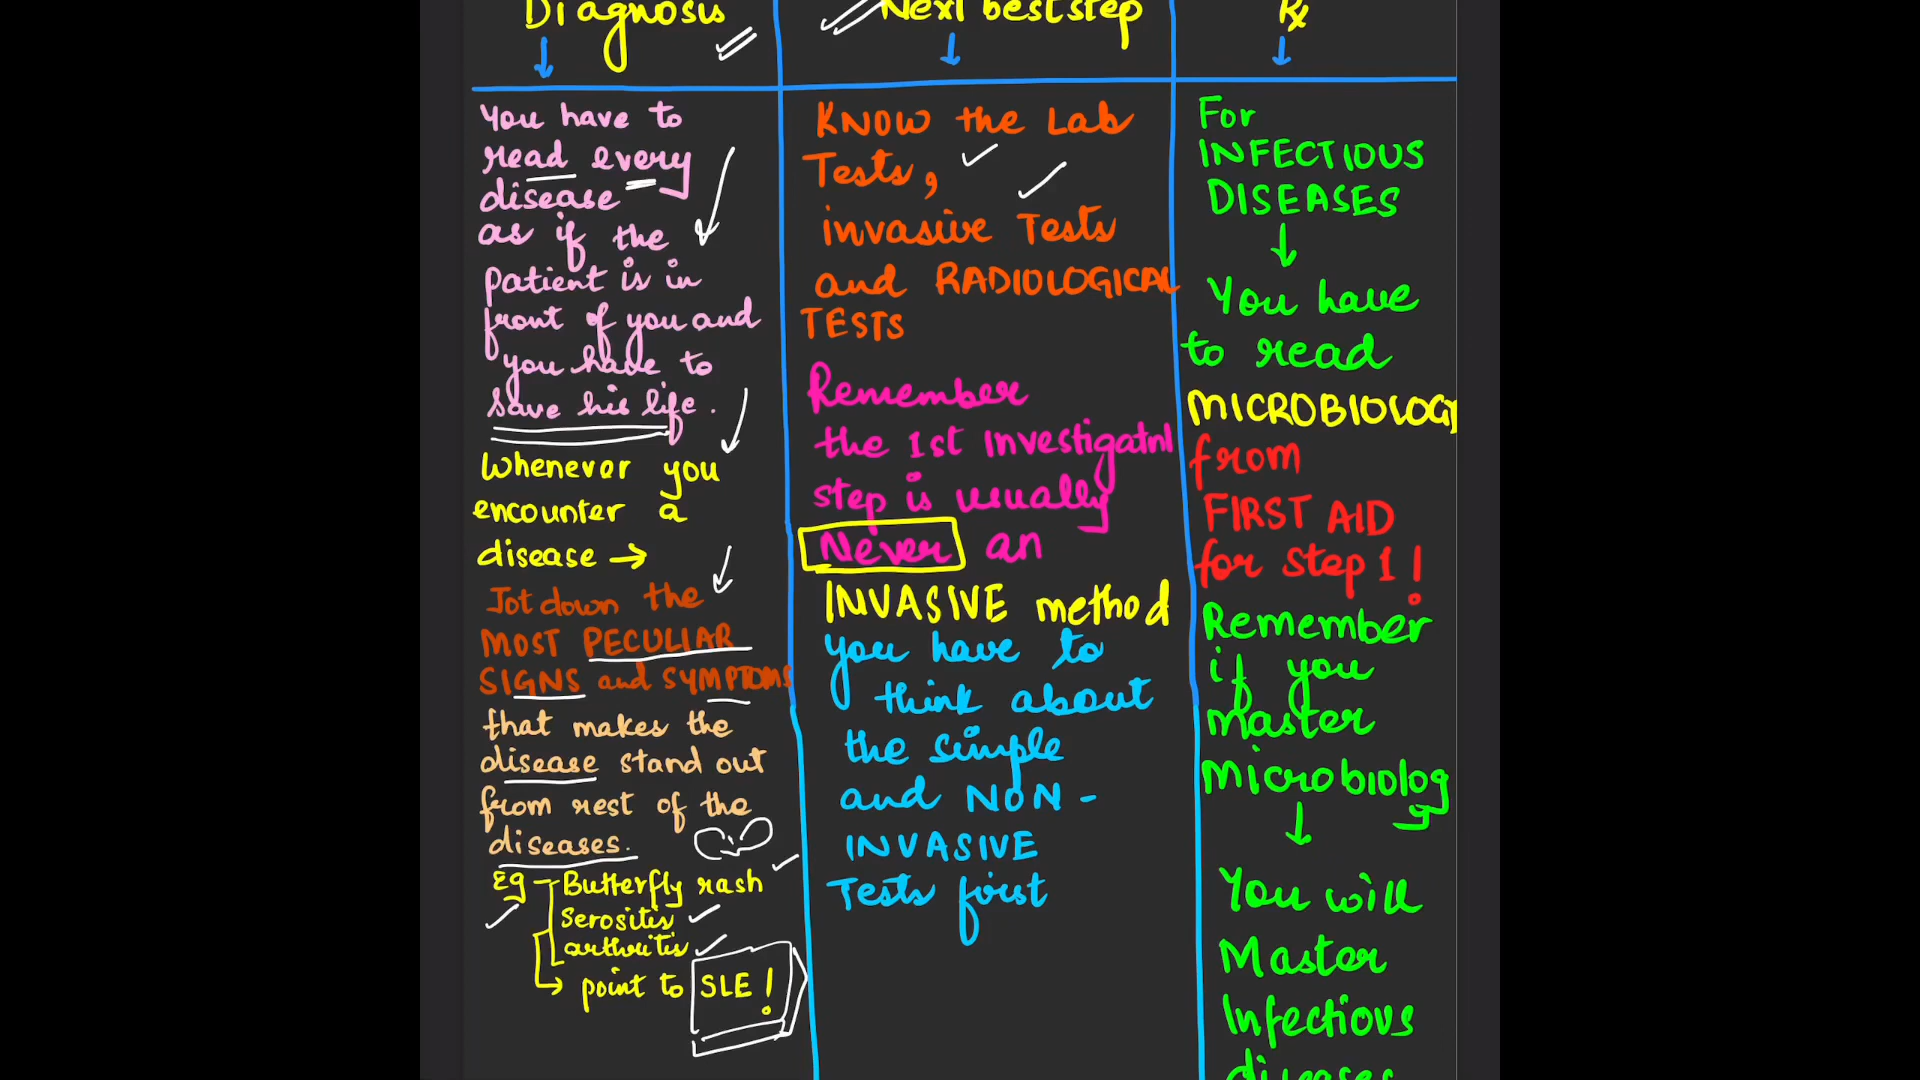 Diagnosis
You have to
read every
disease
as if the
patient is in
front of you and
you have to
save his life.
Whenever you
encounter a
disease →
Jot down the
MOST PECULIAR
SIGNS and SYMPTOMS
that makes the
disease stand out
from rest of the
diseases.
Eg Butterfly rash
Serositis
arthritis
point to SLE!
Next best step
KNOW the Lab
Tests,
invasive Tests
and RADIOLOGICAL
TESTS
Remember
the 1st Investigatnl
step is usually
Never an
INVASIVE method
you have to
think about
the simple
and NON-
INVASIVE
Tests first
Rx
For
INFECTIOUS
DISEASES
You have
to read
MICROBIOLOGY
from
FIRST AID
for step 1!
Remember
if you
master
Microbiology
You will
Master
Infectious
diseases